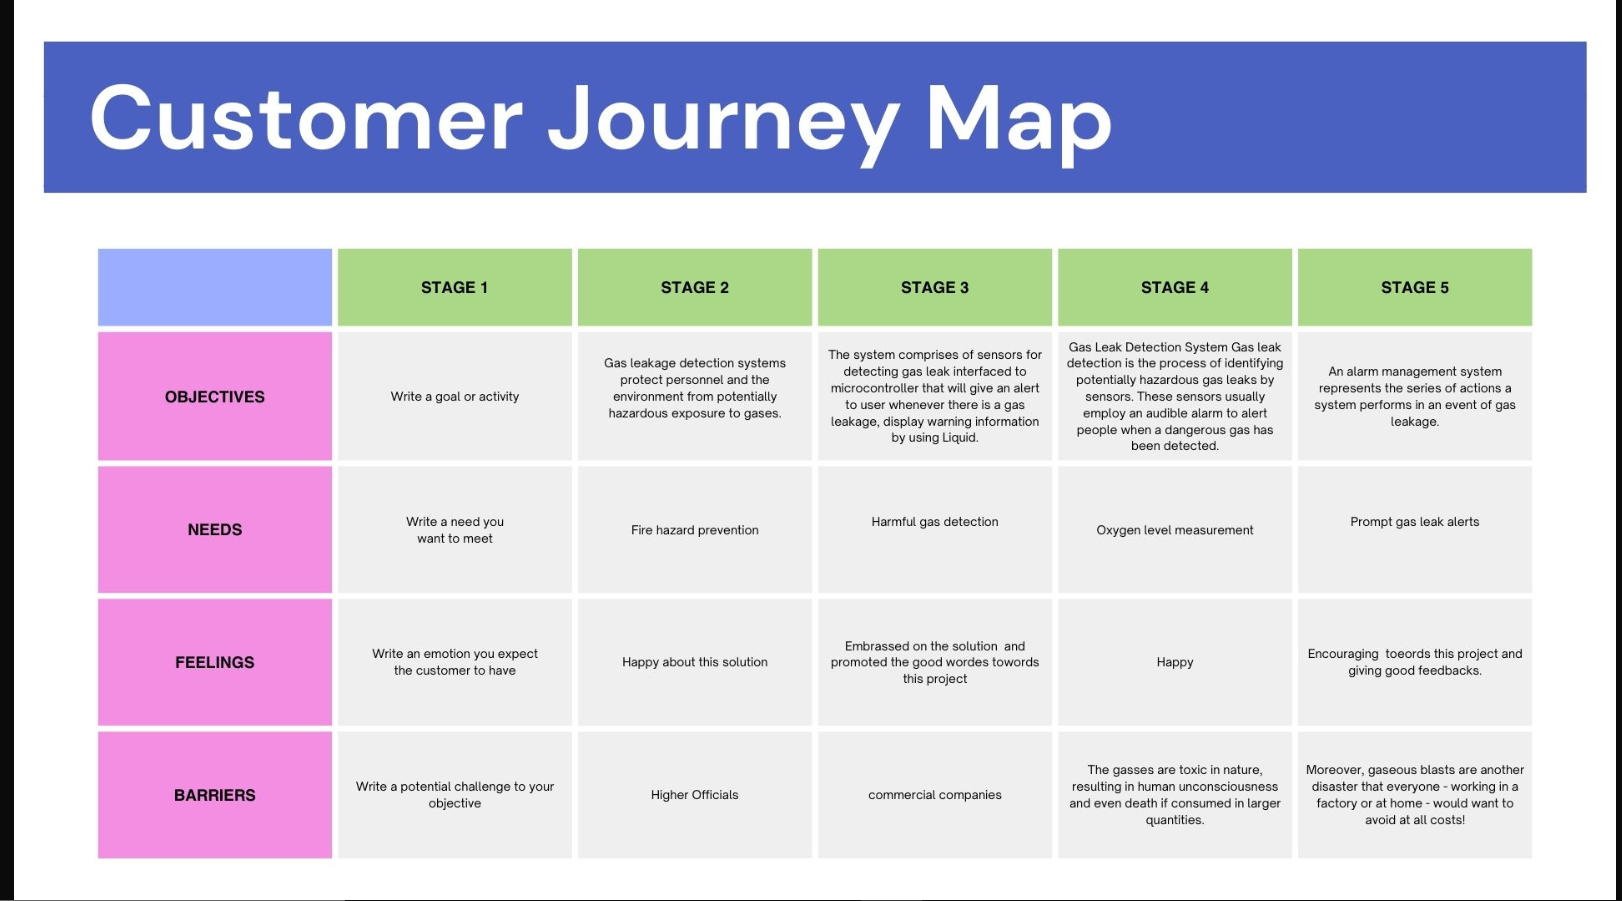 Customer Journey Map
STAGE 1
STAGE 2
STAGE 3
STAGE 4
STAGE 5
OBJECTIVES
Write a goal or activity
Gas leakage detection systems
protect personnel and the
environment from potentially
hazardous exposure to gases.
The system comprises of sensors for
detecting gas leak interfaced to
microcontroller that will give an alert
to user whenever there is a gas
leakage, display warning information
by using Liquid.
Gas Leak Detection System Gas leak
detection is the process of identifying
potentially hazardous gas leaks by
sensors. These sensors usually
employ an audible alarm to alert
people when a dangerous gas has
been detected.
An alarm management system
represents the series of actions a
system performs in an event of gas
leakage.
NEEDS
Write a need you
want to meet
Fire hazard prevention
Harmful gas detection
Oxygen level measurement
Prompt gas leak alerts
FEELINGS
Write an emotion you expect
the customer to have
Happy about this solution
Embrassed on the solution  and
promoted the good wordes towords
this project
Happy
Encouraging  toeords this project and
giving good feedbacks.
BARRIERS
Write a potential challenge to your
objective
Higher Officials
commercial companies
The gasses are toxic in nature,
resulting in human unconsciousness
and even death if consumed in larger
quantities.
Moreover, gaseous blasts are another
disaster that everyone - working in a
factory or at home - would want to
avoid at all costs!